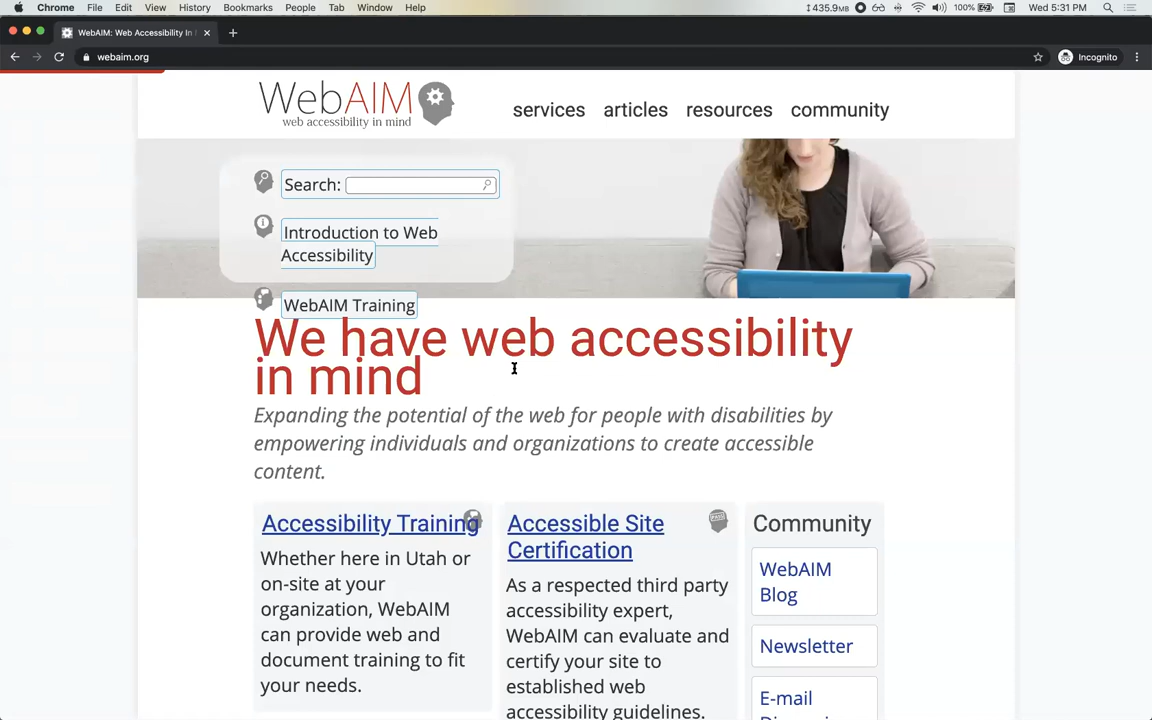 Chrome File Edit View History Bookmarks People Tab Window Help 435.9MB 100% Wed 5:31 PM
WebAIM: Web Accessibility In
webaim.org Incognito
WebAIM
web accessibility in mind
services articles resources community
Search:
Introduction to Web
Accessibility
WebAIM Training
We have web accessibility
in mind
Expanding the potential of the web for people with disabilities by
empowering individuals and organizations to create accessible
content.
Accessibility Training
Whether here in Utah or
on-site at your
organization, WebAIM
can provide web and
document training to fit
your needs.
Accessible Site
Certification
As a respected third party
accessibility expert,
WebAIM can evaluate and
certify your site to
established web
accessibility guidelines.
Community
WebAIM
Blog
Newsletter
E-mail